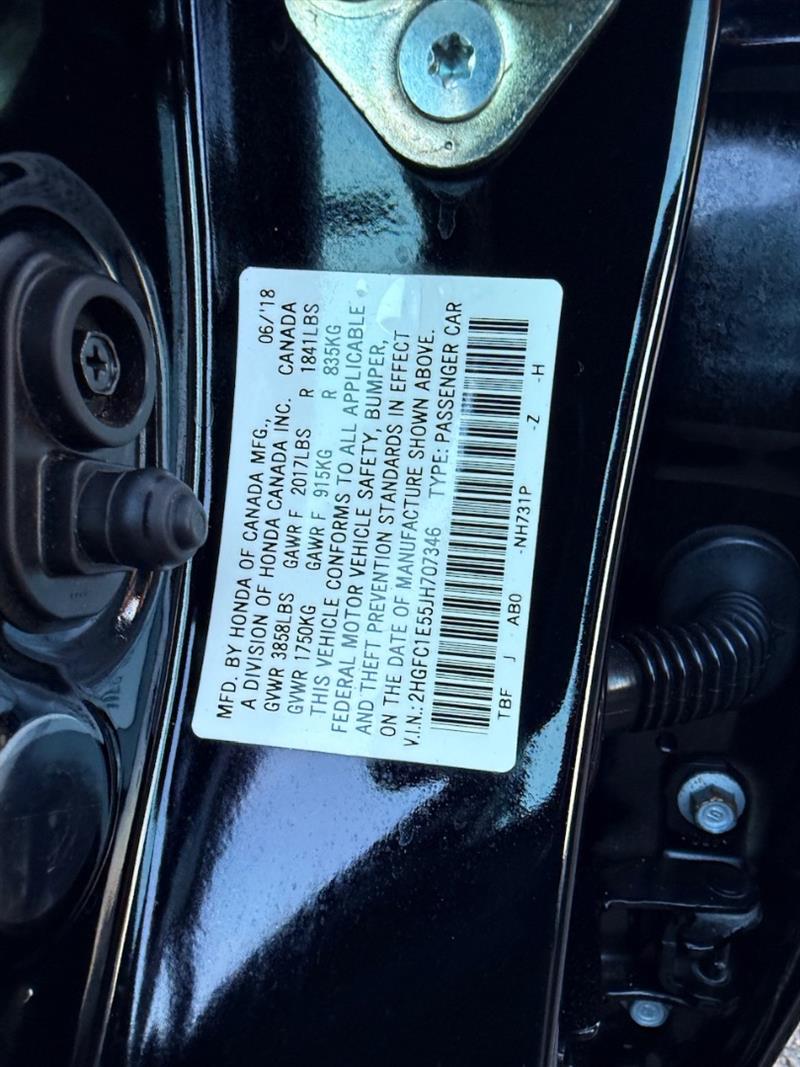 MFD. BY HONDA OF CANADA MFG., 06/'18
A DIVISION OF HONDA CANADA INC. CANADA
GVWR 3858LBS GAWR F 2017LBS R 1841LBS
GVWR 1750KG GAWR F 915KG R 835KG
THIS VEHICLE CONFORMS TO ALL APPLICABLE
FEDERAL MOTOR VEHICLE SAFETY, BUMPER,
AND THEFT PREVENTION STANDARDS IN EFFECT
ON THE DATE OF MANUFACTURE SHOWN ABOVE.
V.I.N.:2HGFC1E55JH707346 TYPE:PASSENGER CAR
TBF J AB0 -NH731P -Z -H